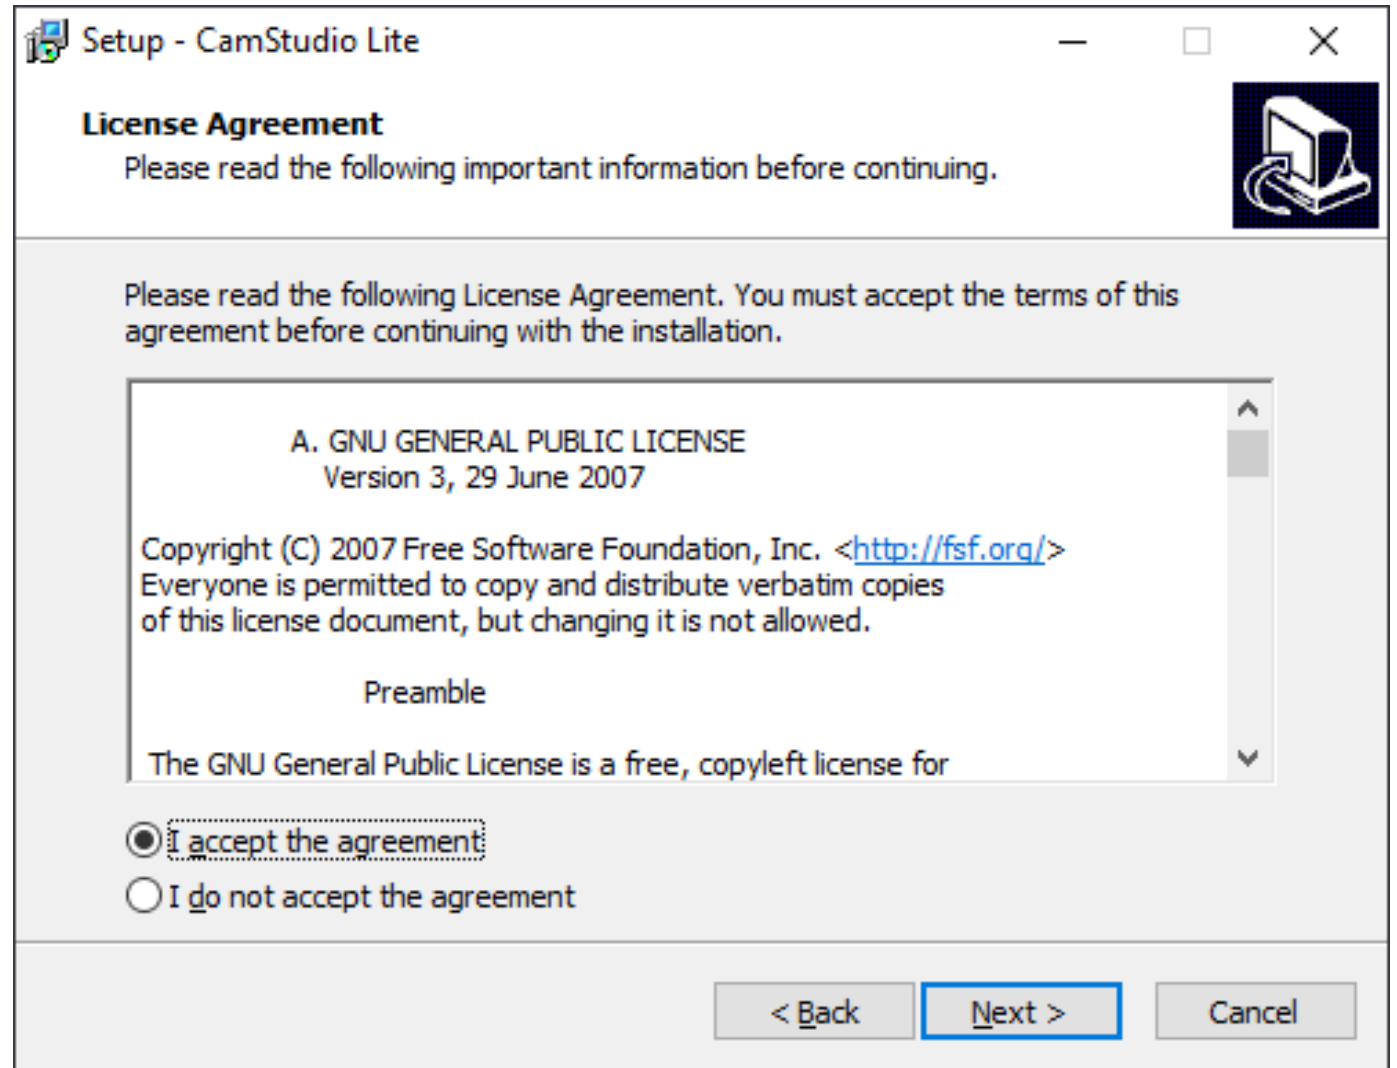 Setup - CamStudio Lite
License Agreement
Please read the following important information before continuing.
Please read the following License Agreement. You must accept the terms of this
agreement before continuing with the installation.
A. GNU GENERAL PUBLIC LICENSE
Version 3, 29 June 2007
Copyright (C) 2007 Free Software Foundation, Inc. <http://fsf.org/>
Everyone is permitted to copy and distribute verbatim copies
of this license document, but changing it is not allowed.
Preamble
The GNU General Public License is a free, copyleft license for
I accept the agreement
I do not accept the agreement
< Back Next > Cancel